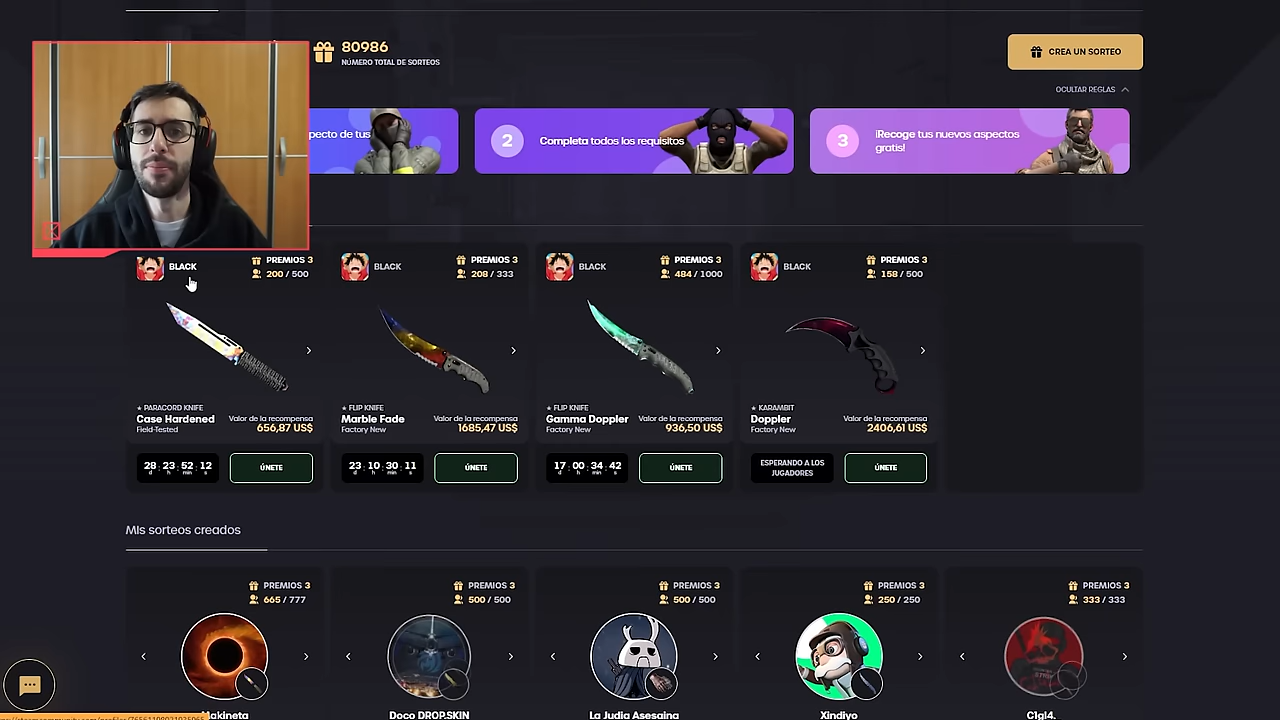 80986
NÚMERO TOTAL DE SORTEOS
CREA UN SORTEO
OCULTAR REGLAS
pecto de tus
2
Completa todos los requisitos
3
¡Recoge tus nuevos aspectos
gratis!
BLACK
PREMIOS 3
200 / 500
★ PARACORD KNIFE
Case Hardened
Field-Tested
Valor de la recompensa
656,87 US$
28 : 23 : 52 : 12
d h min s
ÚNETE
BLACK
PREMIOS 3
208 / 333
★ FLIP KNIFE
Marble Fade
Factory New
Valor de la recompensa
1685,47 US$
23 : 10 : 30 : 11
d h min s
ÚNETE
BLACK
PREMIOS 3
484 / 1000
★ FLIP KNIFE
Gamma Doppler
Factory New
Valor de la recompensa
936,50 US$
17 : 00 : 34 : 42
d h min s
ÚNETE
BLACK
PREMIOS 3
158 / 500
★ KARAMBIT
Doppler
Factory New
Valor de la recompensa
2406,61 US$
ESPERANDO A LOS
JUGADORES
ÚNETE
Mis sorteos creados
PREMIOS 3
665 / 777
Makineta
PREMIOS 3
500 / 500
Doco DROP.SKIN
PREMIOS 3
500 / 500
La Judia Asesaina
PREMIOS 3
250 / 250
Xindiyo
PREMIOS 3
333 / 333
C1gl4.